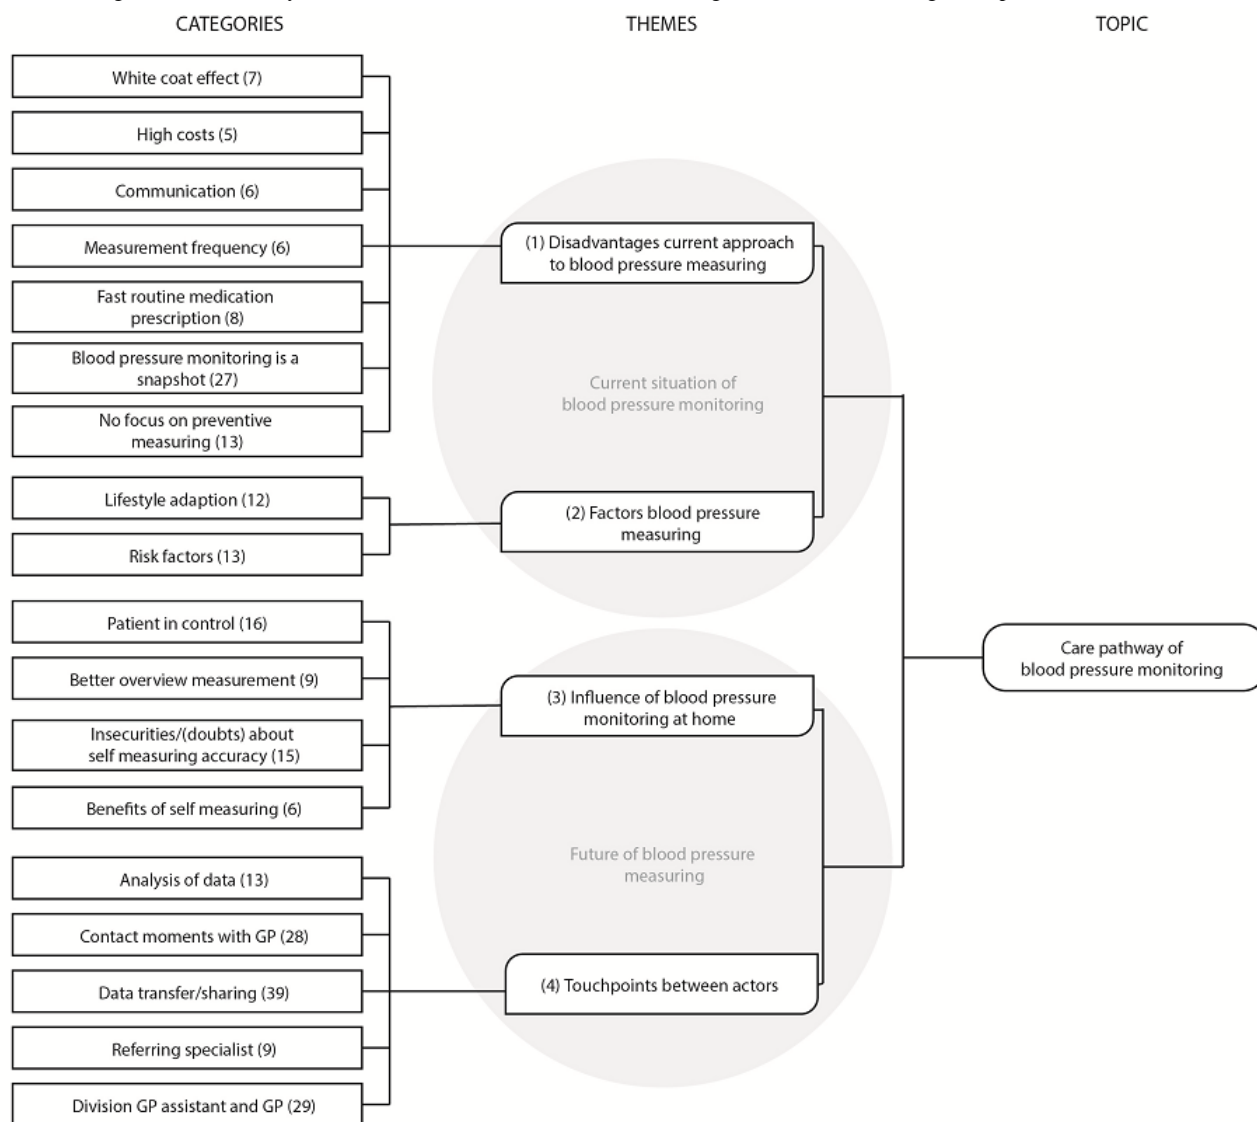 CATEGORIES
THEMES
TOPIC
White coat effect (7)
High costs (5)
Communication (6)
Measurement frequency (6)
Fast routine medication
prescription (8)
Blood pressure monitoring is a
snapshot (27)
No focus on preventive
measuring (13)
Lifestyle adaption (12)
Risk factors (13)
Patient in control (16)
Better overview measurement (9)
Insecurities/(doubts) about
self measuring accuracy (15)
Benefits of self measuring (6)
Analysis of data (13)
Contact moments with GP (28)
Data transfer/sharing (39)
Referring specialist (9)
Division GP assistant and GP (29)
(1) Disadvantages current approach
to blood pressure measuring
Current situation of
blood pressure monitoring
(2) Factors blood pressure
measuring
(3) Influence of blood pressure
monitoring at home
Future of blood pressure
measuring
(4) Touchpoints between actors
Care pathway of
blood pressure monitoring